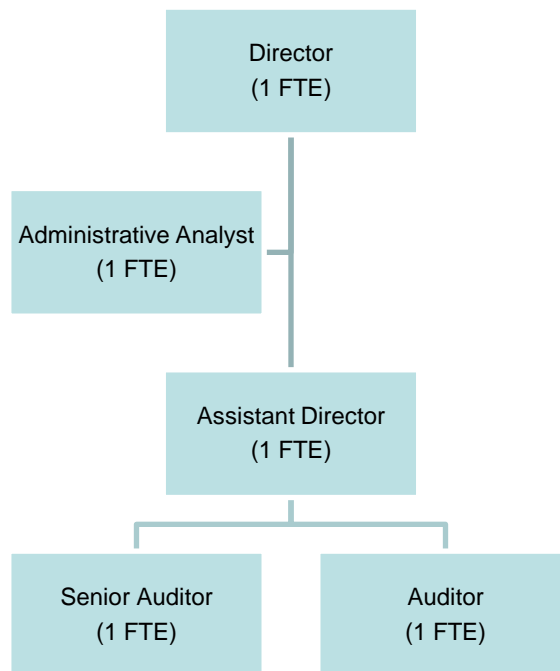 Director
(1 FTE)
Administrative Analyst
(1 FTE)
Assistant Director
(1 FTE)
Senior Auditor
(1 FTE)
Auditor
(1 FTE)